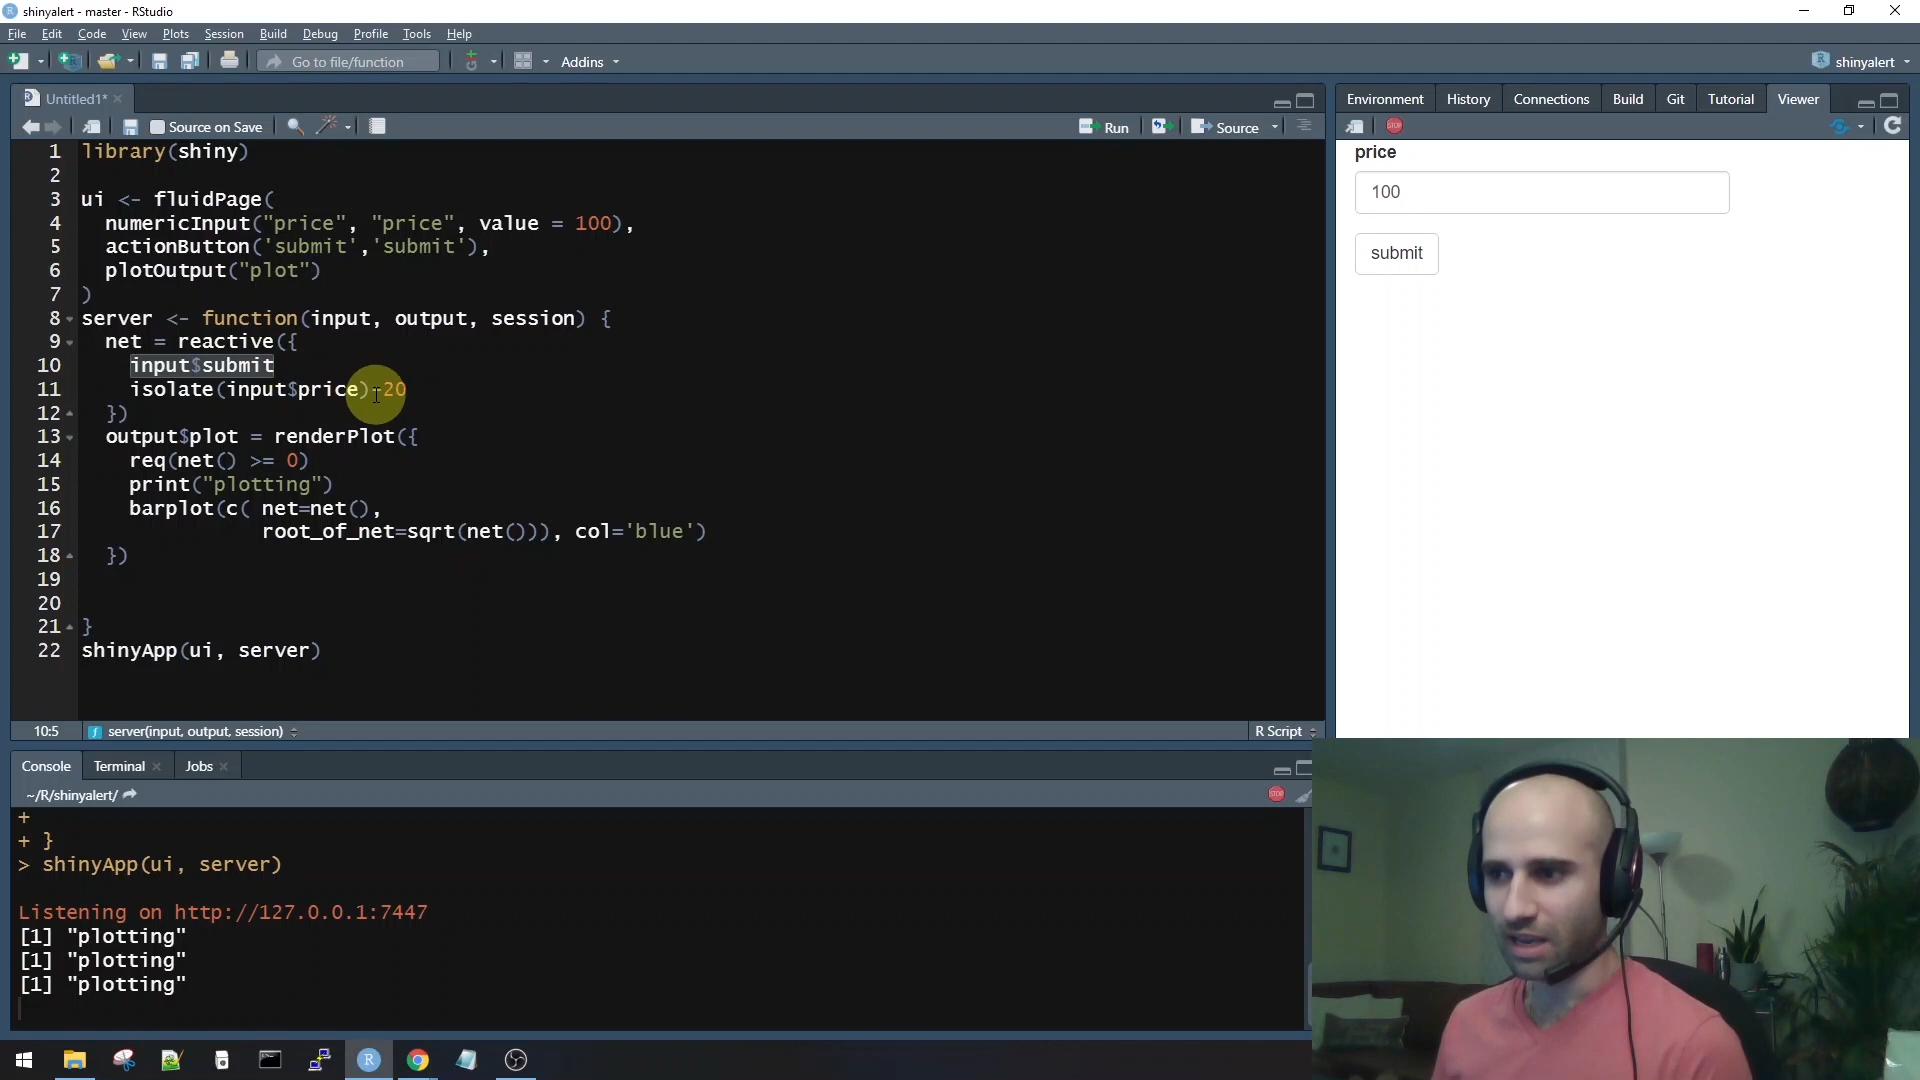 shinyalert - master - RStudio
File Edit Code View Plots Session Build Debug Profile Tools Help
Go to file/function Addins shinyalert
Untitled1*
Source on Save Run Source
1 library(shiny)
2
3 ui <- fluidPage(
4 numericInput("price", "price", value = 100),
5 actionButton('submit','submit'),
6 plotOutput("plot")
7 )
8 server <- function(input, output, session) {
9 net = reactive({
10 input$submit
11 isolate(input$price)-20
12 })
13 output$plot = renderPlot({
14 req(net() >= 0)
15 print("plotting")
16 barplot(c( net=net(),
17 root_of_net=sqrt(net())), col='blue')
18 })
19
20
21 }
22 shinyApp(ui, server)
10:5 server(input, output, session) R Script
Console Terminal Jobs
~/R/shinyalert/
+
+ }
> shinyApp(ui, server)
Listening on http://127.0.0.1:7447
[1] "plotting"
[1] "plotting"
[1] "plotting"
Environment History Connections Build Git Tutorial Viewer
STOP
price
100
submit